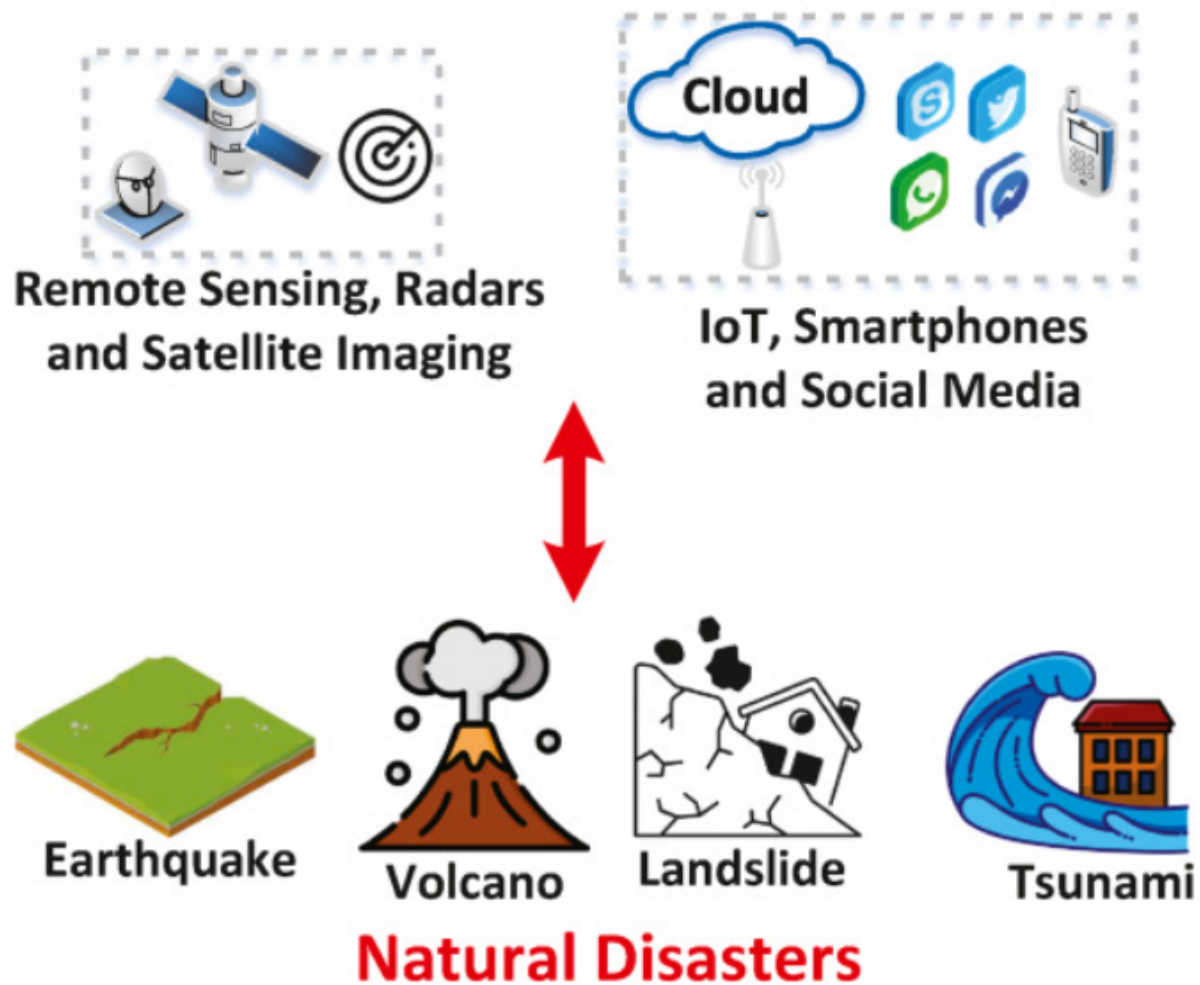 Cloud
Remote Sensing, Radars
and Satellite Imaging
IoT, Smartphones
and Social Media
Earthquake
Volcano
Landslide
Tsunami
Natural Disasters